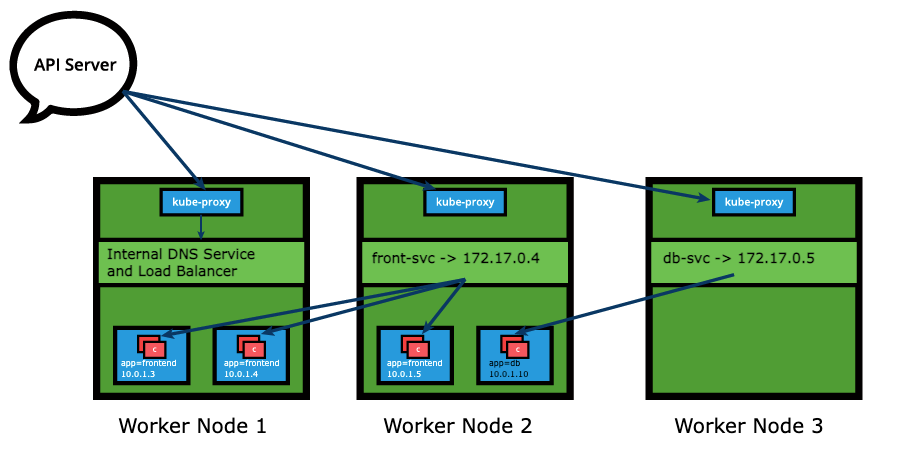 API Server
kube-proxy
kube-proxy
kube-proxy
Internal DNS Service
and Load Balancer
front-svc -> 172.17.0.4
db-svc -> 172.17.0.5
c
app=frontend
10.0.1.3
c
app=frontend
10.0.1.4
c
app=frontend
10.0.1.5
c
app=db
10.0.1.10
Worker Node 1
Worker Node 2
Worker Node 3